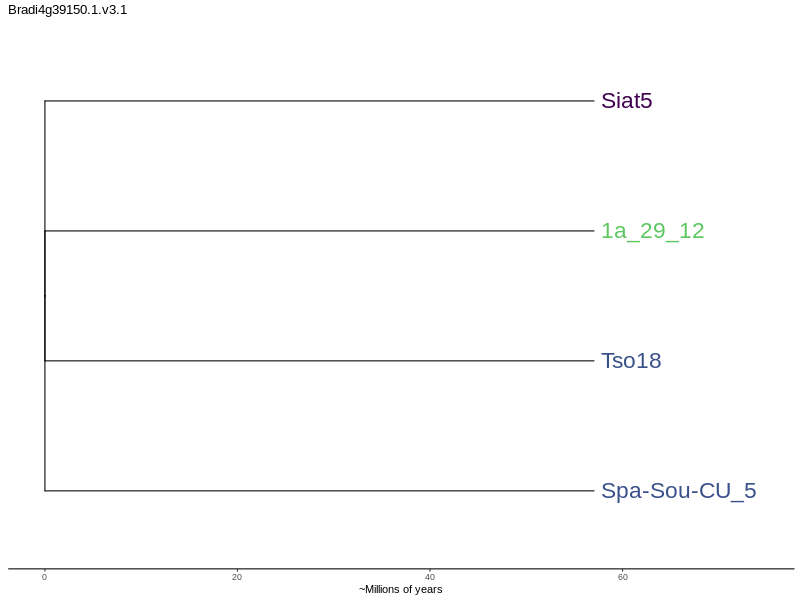 Bradi4g39150.1.v3.1
Siat5
1a_29_12
Tso18
Spa-Sou-CU_5
0 20 40 60
~Millions of years